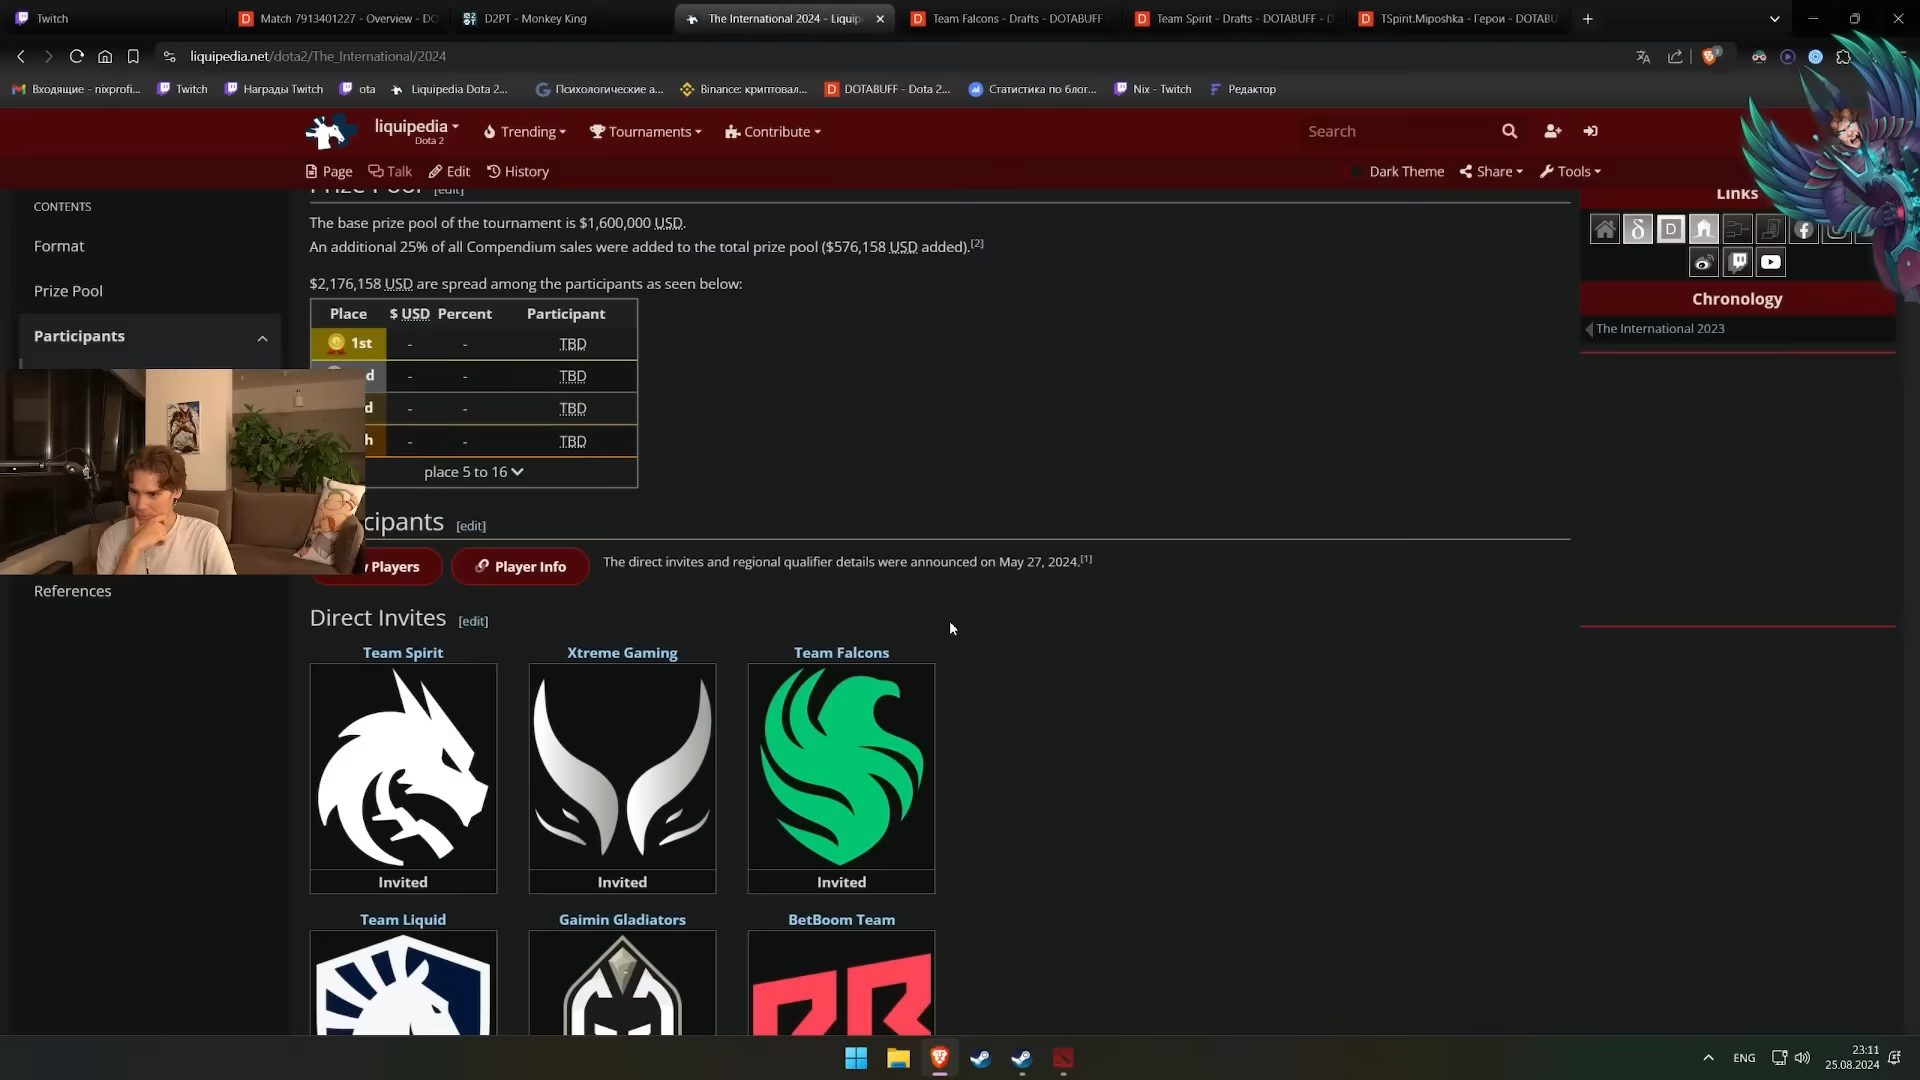 Twitch
Match 7913401227 - Overview - DO
D2PT - Monkey King
The International 2024 - Liquip
Team Falcons - Drafts - DOTABUFF -
Team Spirit - Drafts - DOTABUFF - D
TSpirit.Miposhka - Герои - DOTABU
liquipedia.net/dota2/The_International/2024
Входящие - nixprofi...
Twitch
Награды Twitch
ota
Liquipedia Dota 2...
Психологические а...
Binance: криптовал...
DOTABUFF - Dota 2...
Статистика по блог...
Nix - Twitch
Редактор
liquipedia
Dota 2
Trending
Tournaments
Contribute
Search
Page
Talk
Edit
History
Dark Theme
Share
Tools
CONTENTS
Format
Prize Pool
Participants
References
Prize Pool [edit]
The base prize pool of the tournament is $1,600,000 USD.
An additional 25% of all Compendium sales were added to the total prize pool ($576,158 USD added).[2]
$2,176,158 USD are spread among the participants as seen below:
Place $ USD Percent Participant
1st - - TBD
d - - TBD
d - - TBD
h - - TBD
place 5 to 16
cipants [edit]
Players
Player Info
The direct invites and regional qualifier details were announced on May 27, 2024.[1]
Direct Invites [edit]
Team Spirit
Xtreme Gaming
Team Falcons
Invited
Invited
Invited
Team Liquid
Gaimin Gladiators
BetBoom Team
Links
Chronology
The International 2023
ENG
23:11
25.08.2024